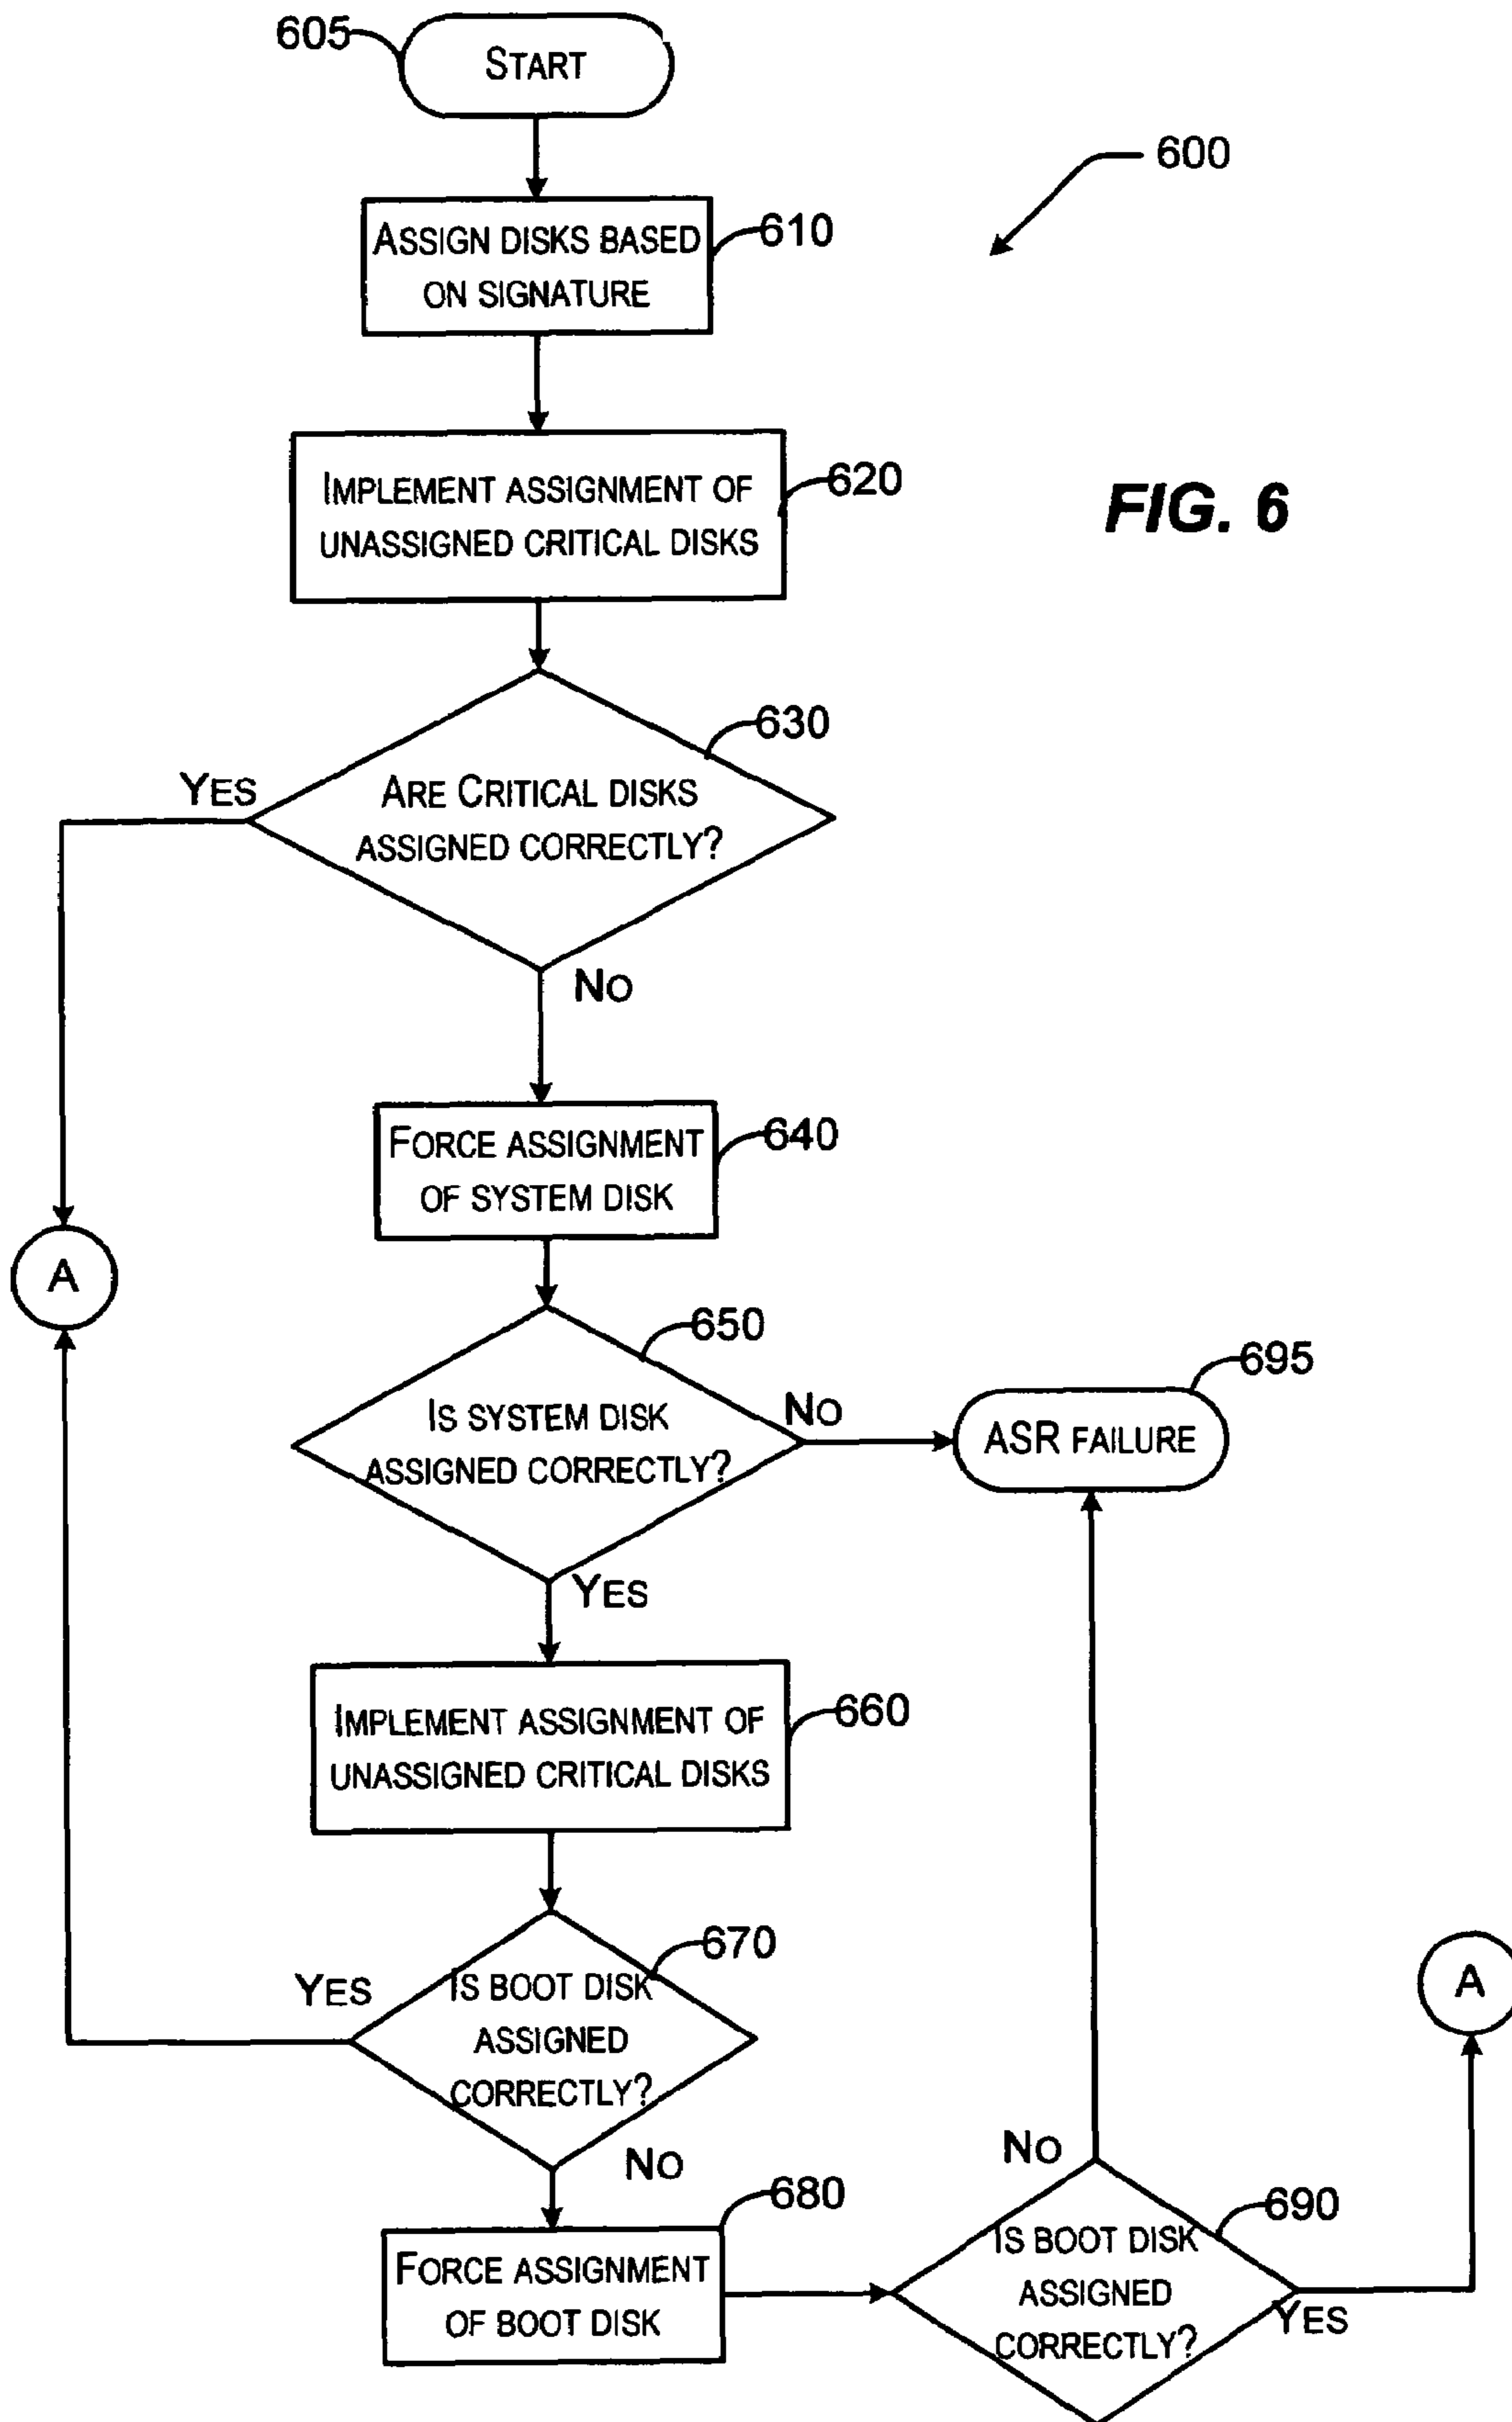 605
START
600
ASSIGN DISKS BASED
ON SIGNATURE
610
IMPLEMENT ASSIGNMENT OF
UNASSIGNED CRITICAL DISKS
620
FIG. 6
630
YES
ARE CRITICAL DISKS
ASSIGNED CORRECTLY?
NO
FORCE ASSIGNMENT
OF SYSTEM DISK
640
A
650
IS SYSTEM DISK
ASSIGNED CORRECTLY?
NO
695
ASR FAILURE
YES
IMPLEMENT ASSIGNMENT OF
UNASSIGNED CRITICAL DISKS
660
670
YES
IS BOOT DISK
ASSIGNED
CORRECTLY?
A
NO
NO
680
FORCE ASSIGNMENT
OF BOOT DISK
690
IS BOOT DISK
ASSIGNED
CORRECTLY?
YES